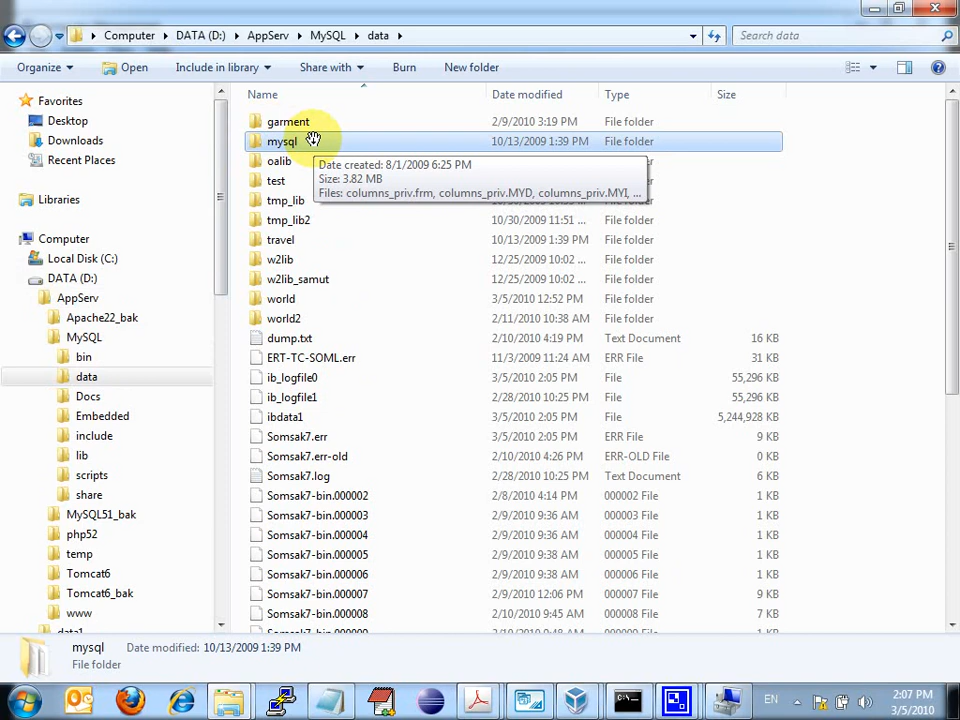 Computer ▸ DATA (D:) ▸ AppServ ▸ MySQL ▸ data ▸
Search data
Organize Open Include in library Share with Burn New folder
Name Date modified Type Size
Favorites
Desktop
Downloads
Recent Places
Libraries
Computer
Local Disk (C:)
DATA (D:)
AppServ
Apache22_bak
MySQL
bin
data
Docs
Embedded
include
lib
scripts
share
MySQL51_bak
php52
temp
Tomcat6
Tomcat6_bak
www
data1
garment 2/9/2010 3:19 PM File folder
mysql 10/13/2009 1:39 PM File folder
oalib
Date created: 8/1/2009 6:25 PM
Size: 3.82 MB
Files: columns_priv.frm, columns_priv.MYD, columns_priv.MYI, ...
test
tmp_lib File folder
tmp_lib2 10/30/2009 11:51 ... File folder
travel 10/13/2009 1:39 PM File folder
w2lib 12/25/2009 10:02 ... File folder
w2lib_samut 12/25/2009 10:02 ... File folder
world 3/5/2010 12:52 PM File folder
world2 2/11/2010 10:38 AM File folder
dump.txt 2/10/2010 4:19 PM Text Document 16 KB
ERT-TC-SOML.err 11/3/2009 11:24 AM ERR File 31 KB
ib_logfile0 3/5/2010 2:05 PM File 55,296 KB
ib_logfile1 2/28/2010 10:25 PM File 55,296 KB
ibdata1 3/5/2010 2:05 PM File 5,244,928 KB
Somsak7.err 3/5/2010 2:05 PM ERR File 9 KB
Somsak7.err-old 2/10/2010 4:26 PM ERR-OLD File 0 KB
Somsak7.log 2/28/2010 10:25 PM Text Document 6 KB
Somsak7-bin.000002 2/8/2010 4:14 PM 000002 File 1 KB
Somsak7-bin.000003 2/9/2010 9:36 AM 000003 File 1 KB
Somsak7-bin.000004 2/9/2010 9:36 AM 000004 File 1 KB
Somsak7-bin.000005 2/9/2010 9:38 AM 000005 File 1 KB
Somsak7-bin.000006 2/9/2010 9:38 AM 000006 File 1 KB
Somsak7-bin.000007 2/9/2010 12:06 PM 000007 File 1 KB
Somsak7-bin.000008 2/10/2010 9:45 AM 000008 File 7 KB
mysql Date modified: 10/13/2009 1:39 PM
File folder
EN
2:07 PM
3/5/2010